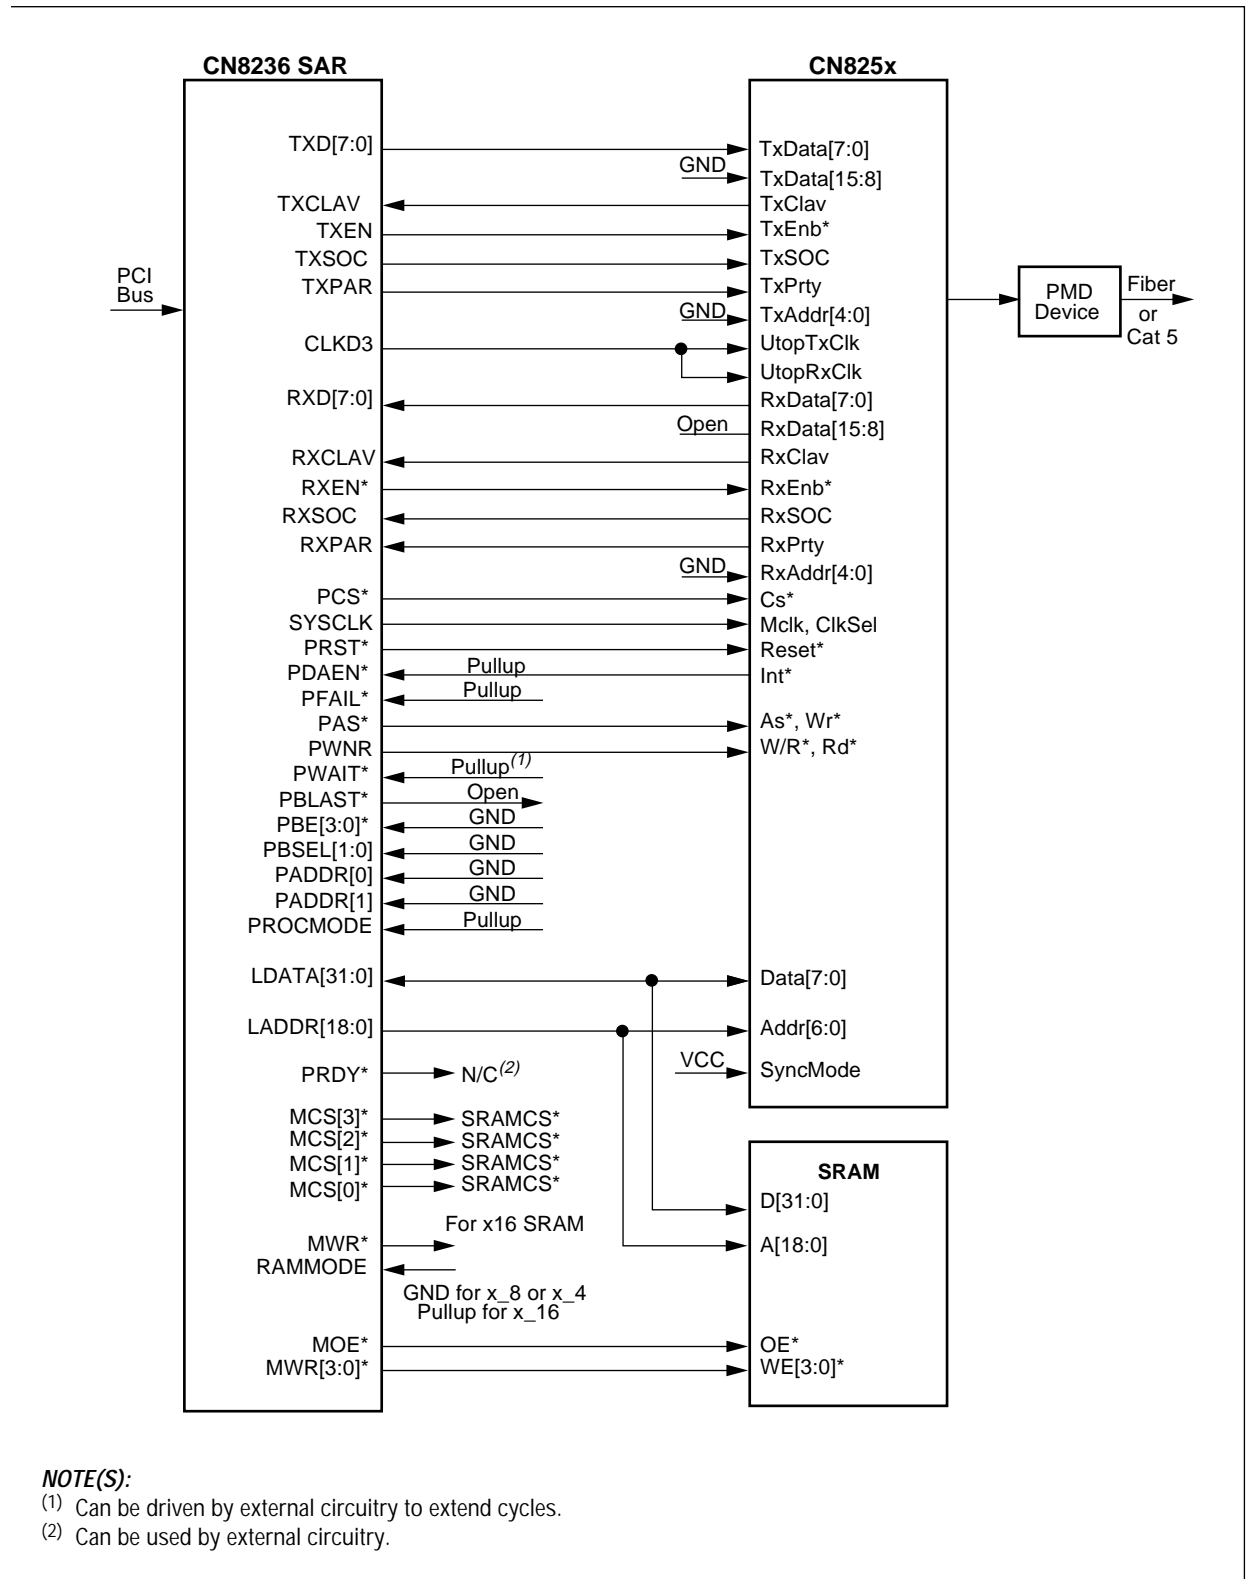 CN8236 SAR
CN825x
TXD[7:0]
TxData[7:0]
GND
TxData[15:8]
TXCLAV
TxClav
TXEN
TxEnb*
TXSOC
TxSOC
TXPAR
TxPrty
PCI
Bus
PMD
Device
Fiber
or
Cat 5
GND
TxAddr[4:0]
CLKD3
UtopTxClk
UtopRxClk
RXD[7:0]
RxData[7:0]
Open
RxData[15:8]
RXCLAV
RxClav
RXEN*
RxEnb*
RXSOC
RxSOC
RXPAR
RxPrty
GND
RxAddr[4:0]
PCS*
Cs*
SYSCLK
Mclk, ClkSel
PRST*
Reset*
PDAEN*
Pullup
Int*
PFAIL*
Pullup
PAS*
As*, Wr*
PWNR
W/R*, Rd*
PWAIT*
Pullup(1)
PBLAST*
Open
PBE[3:0]*
GND
PBSEL[1:0]
GND
PADDR[0]
GND
PADDR[1]
GND
PROCMODE
Pullup
LDATA[31:0]
Data[7:0]
LADDR[18:0]
Addr[6:0]
PRDY*
N/C(2)
VCC
SyncMode
MCS[3]*
SRAMCS*
MCS[2]*
SRAMCS*
MCS[1]*
SRAMCS*
MCS[0]*
SRAMCS*
SRAM
D[31:0]
For x16 SRAM
MWR*
A[18:0]
RAMMODE
GND for x_8 or x_4
Pullup for x_16
MOE*
OE*
MWR[3:0]*
WE[3:0]*
NOTE(S):
(1) Can be driven by external circuitry to extend cycles.
(2) Can be used by external circuitry.